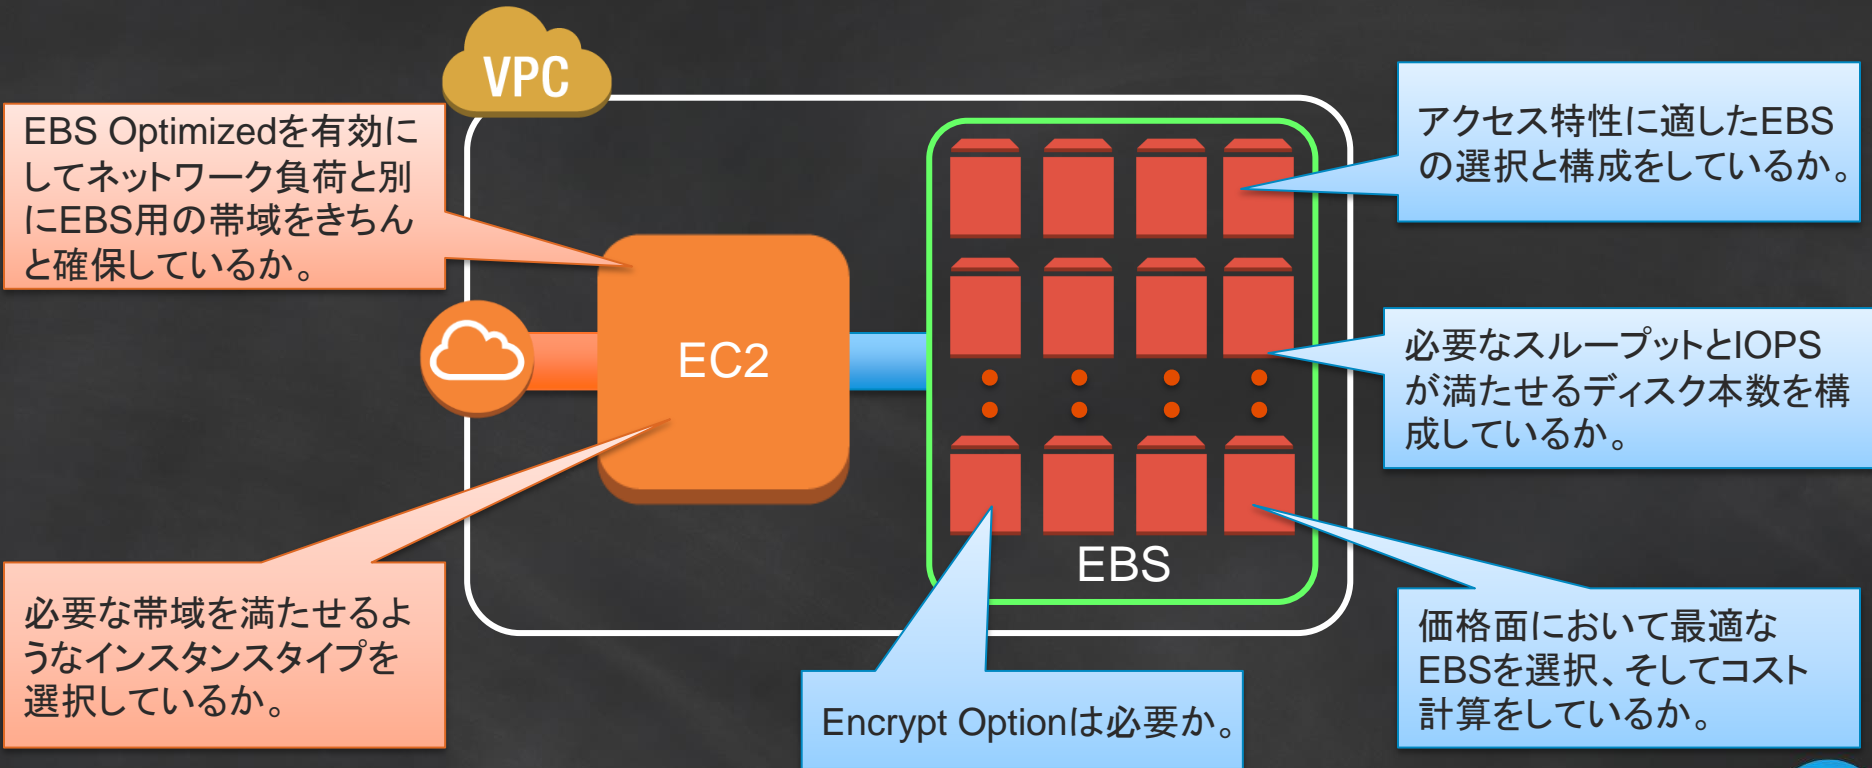 VPC
EBS Optimizedを有効に
してネットワーク負荷と別
にEBS用の帯域をきちん
と確保しているか。
アクセス特性に適したEBS
の選択と構成をしているか。
EC2
必要なスループットとIOPS
が満たせるディスク本数を構
成しているか。
EBS
必要な帯域を満たせるよ
うなインスタンスタイプを
選択しているか。
Encrypt Optionは必要か。
価格面において最適な
EBSを選択、そしてコスト
計算をしているか。